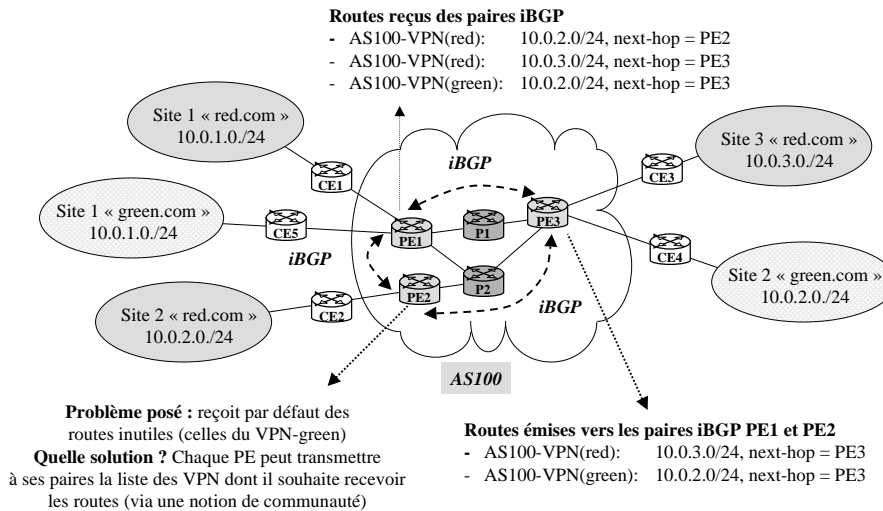 Routes reçus des paires iBGP
- AS100-VPN(red): 10.0.2.0/24, next-hop = PE2
- AS100-VPN(red): 10.0.3.0/24, next-hop = PE3
- AS100-VPN(green): 10.0.2.0/24, next-hop = PE3
Site 1 « red.com »
10.0.1.0./24
Site 3 « red.com »
10.0.3.0./24
iBGP
CE1
CE3
Site 1 « green.com »
10.0.1.0./24
CE5
PE1
P1
PE3
iBGP
CE4
Site 2 « green.com »
10.0.2.0./24
Site 2 « red.com »
10.0.2.0./24
CE2
PE2
P2
iBGP
AS100
Problème posé : reçoit par défaut des
routes inutiles (celles du VPN-green)
Quelle solution ? Chaque PE peut transmettre
à ses paires la liste des VPN dont il souhaite recevoir
les routes (via une notion de communauté)
Routes émises vers les paires iBGP PE1 et PE2
- AS100-VPN(red): 10.0.3.0/24, next-hop = PE3
- AS100-VPN(green): 10.0.2.0/24, next-hop = PE3